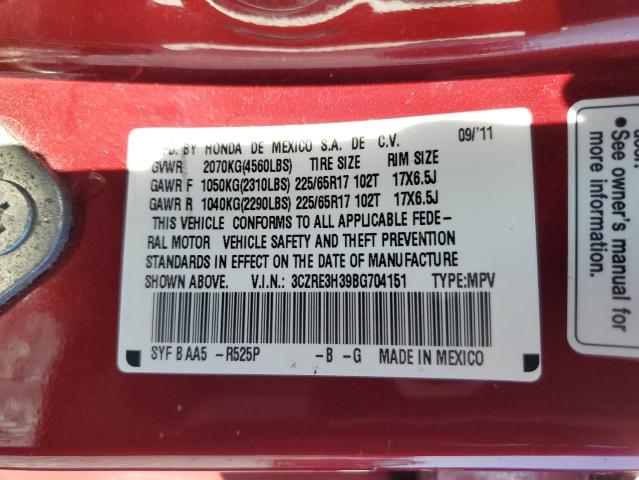 BY HONDA DE MEXICO S.A. DE C.V. 09/'11
GVWR 2070KG(4560LBS) TIRE SIZE RIM SIZE
GAWR F 1050KG(2310LBS) 225/65R17 102T 17X6.5J
GAWR R 1040KG(2290LBS) 225/65R17 102T 17X6.5J
THIS VEHICLE CONFORMS TO ALL APPLICABLE FEDE-
RAL MOTOR VEHICLE SAFETY AND THEFT PREVENTION
STANDARDS IN EFFECT ON THE DATE OF MANUFACTURE
SHOWN ABOVE. V.I.N.: 3CZRE3H39BG704151 TYPE:MPV
SYF B AA5 -R525P -B -G MADE IN MEXICO
See owner's manual for
more information.